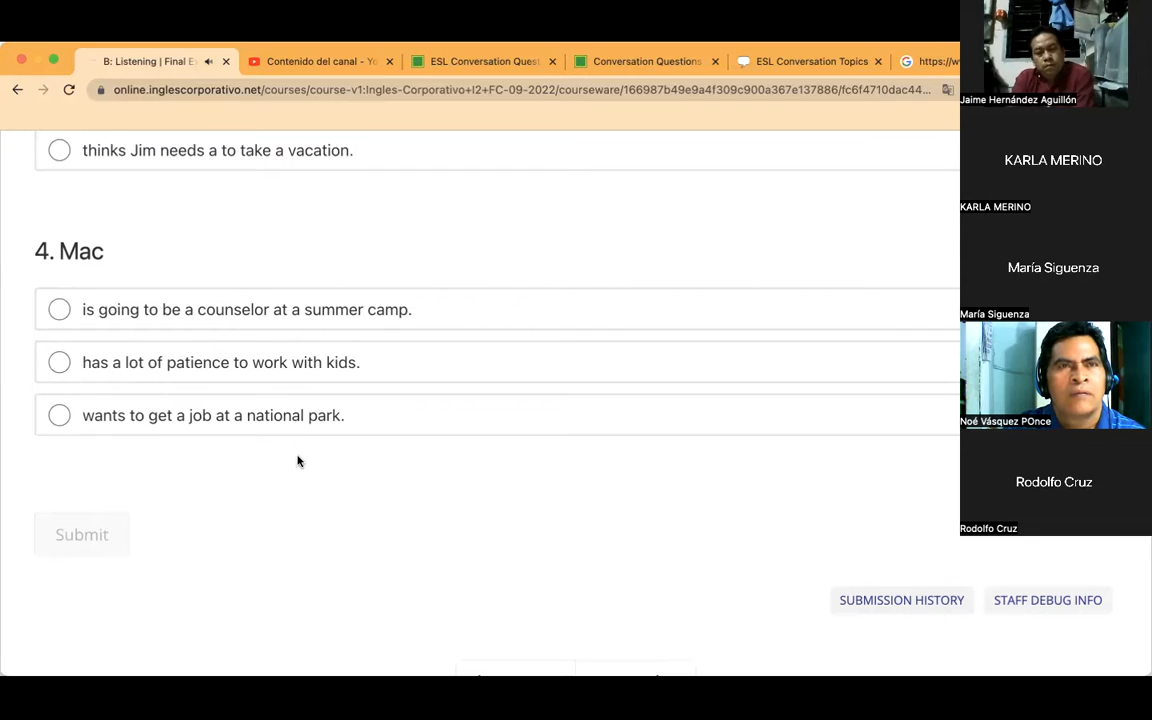 B: Listening | Final E
Contenido del canal - Yo
ESL Conversation Quest
Conversation Questions
ESL Conversation Topics
https://w
online.inglescorporativo.net/courses/course-v1:Ingles-Corporativo+I2+FC-09-2022/courseware/166987b49e9a4f309c900a367e137886/fc6f4710dac44...
thinks Jim needs a to take a vacation.
4. Mac
is going to be a counselor at a summer camp.
has a lot of patience to work with kids.
wants to get a job at a national park.
Submit
SUBMISSION HISTORY
STAFF DEBUG INFO
Jaime Hernández Aguillón
KARLA MERINO
KARLA MERINO
María Siguenza
María Siguenza
Noé Vásquez POnce
Rodolfo Cruz
Rodolfo Cruz